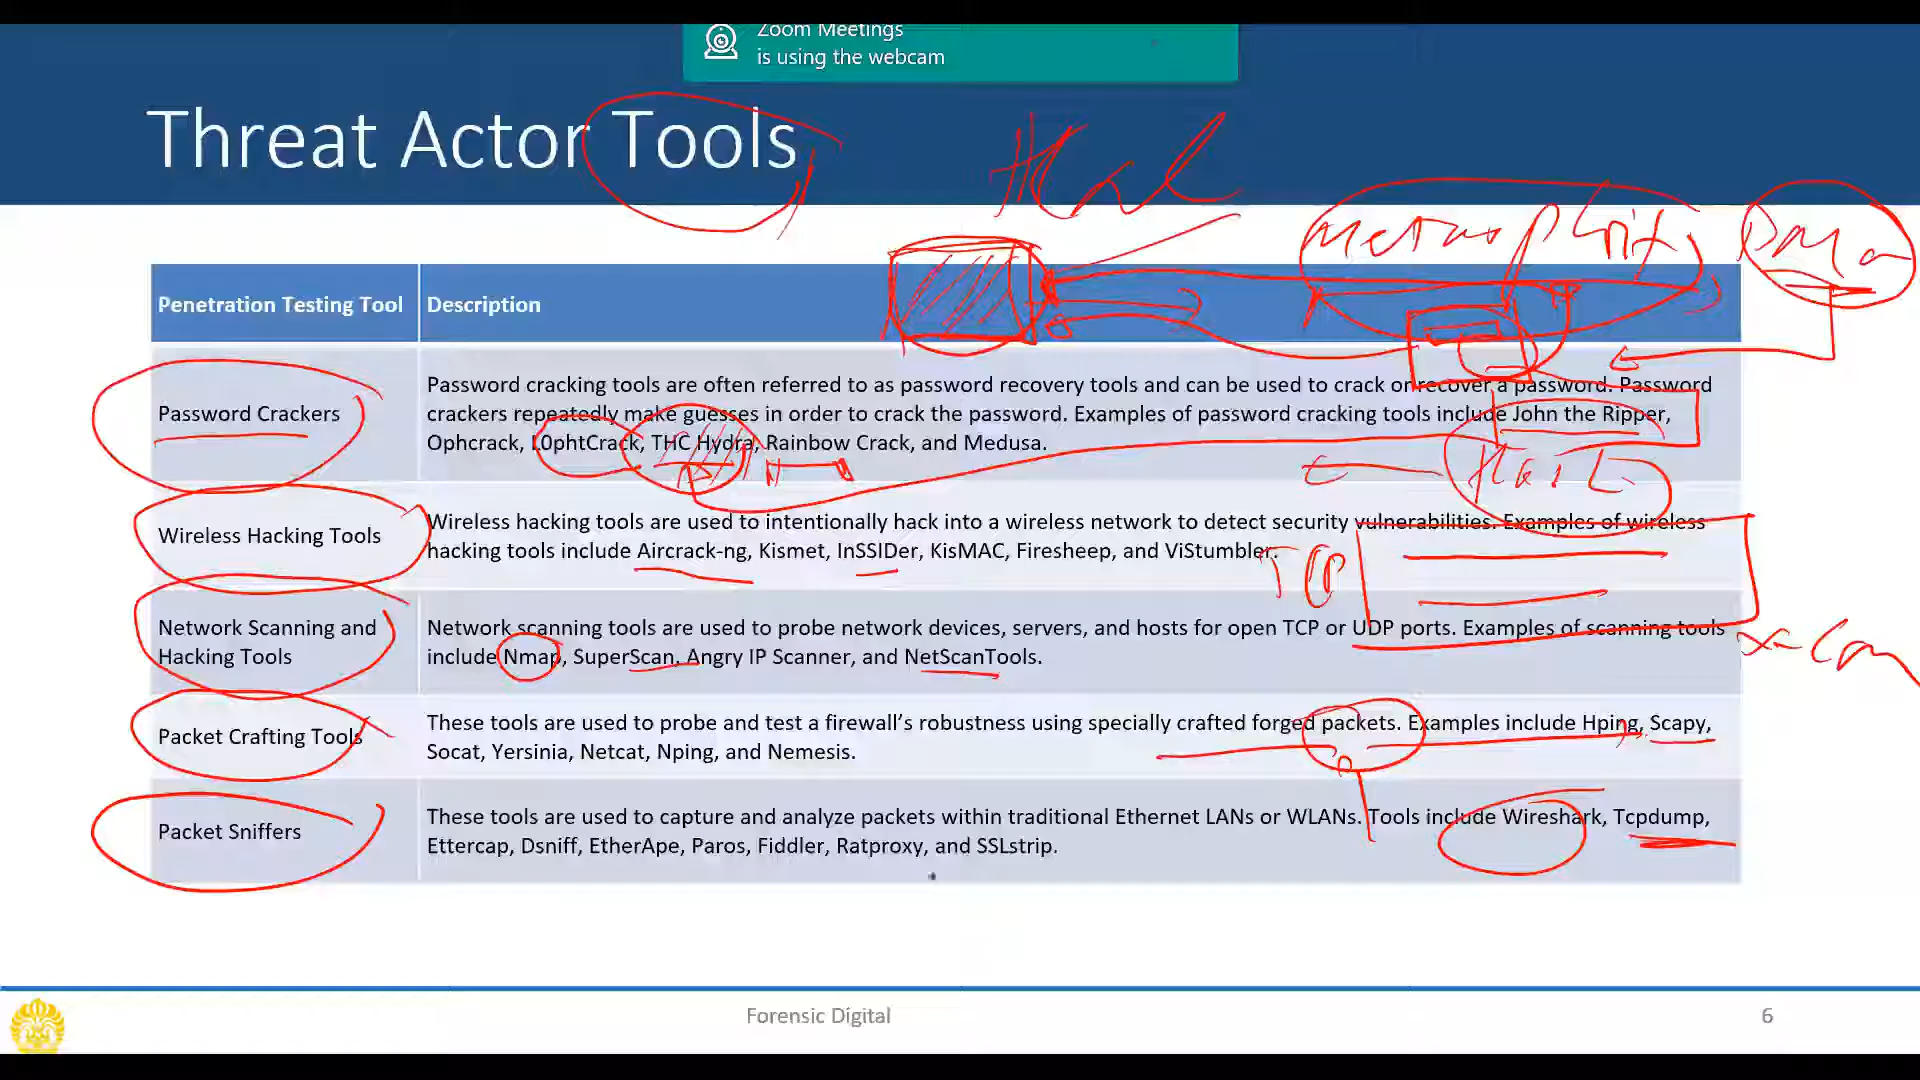 Zoom Meetings
is using the webcam
Threat Actor Tools
Penetration Testing Tool
Description
Password Crackers
Password cracking tools are often referred to as password recovery tools and can be used to crack or recover a password. Password
crackers repeatedly make guesses in order to crack the password. Examples of password cracking tools include John the Ripper,
Ophcrack, L0phtCrack, THC Hydra, Rainbow Crack, and Medusa.
Wireless Hacking Tools
Wireless hacking tools are used to intentionally hack into a wireless network to detect security vulnerabilities. Examples of wireless
hacking tools include Aircrack-ng, Kismet, InSSIDer, KisMAC, Firesheep, and ViStumbler.
TCP
Network Scanning and
Hacking Tools
Network scanning tools are used to probe network devices, servers, and hosts for open TCP or UDP ports. Examples of scanning tools
include Nmap, SuperScan, Angry IP Scanner, and NetScanTools.
Packet Crafting Tools
These tools are used to probe and test a firewall’s robustness using specially crafted forged packets. Examples include Hping, Scapy,
Socat, Yersinia, Netcat, Nping, and Nemesis.
Packet Sniffers
These tools are used to capture and analyze packets within traditional Ethernet LANs or WLANs. Tools include Wireshark, Tcpdump,
Ettercap, Dsniff, EtherApe, Paros, Fiddler, Ratproxy, and SSLstrip.
Forensic Digital
6